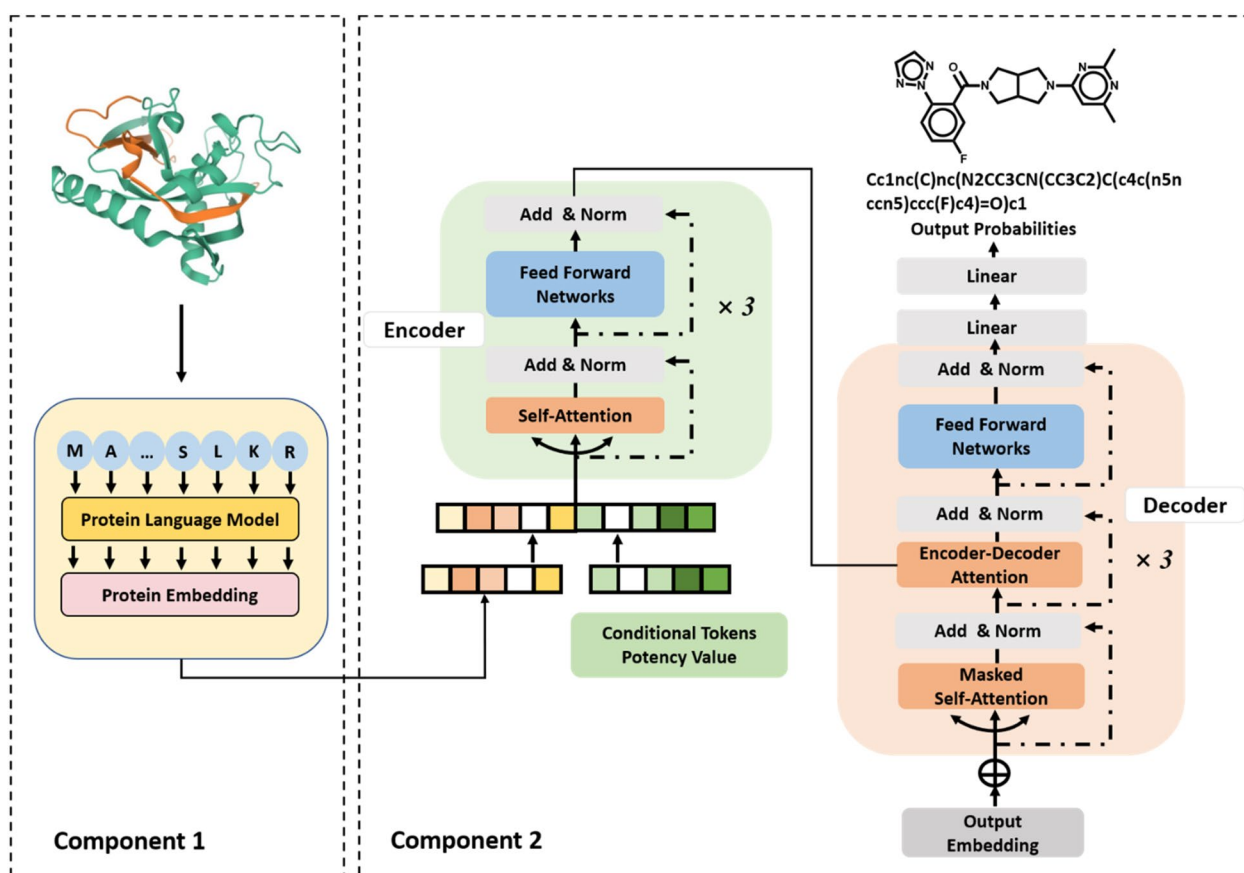 M A ... S L K R
Protein Language Model
Protein Embedding
Component 1
Add & Norm
Feed Forward
Networks
× 3
Encoder
Add & Norm
Self-Attention
Conditional Tokens
Potency Value
Component 2
N
N
N
O
N
N
N
N
F
Cc1nc(C)nc(N2CC3CN(CC3C2)C(c4c(n5n
ccn5)ccc(F)c4)=O)c1
Output Probabilities
Linear
Linear
Add & Norm
Feed Forward
Networks
Decoder
Add & Norm
Encoder-Decoder
Attention
× 3
Add & Norm
Masked
Self-Attention
Output
Embedding